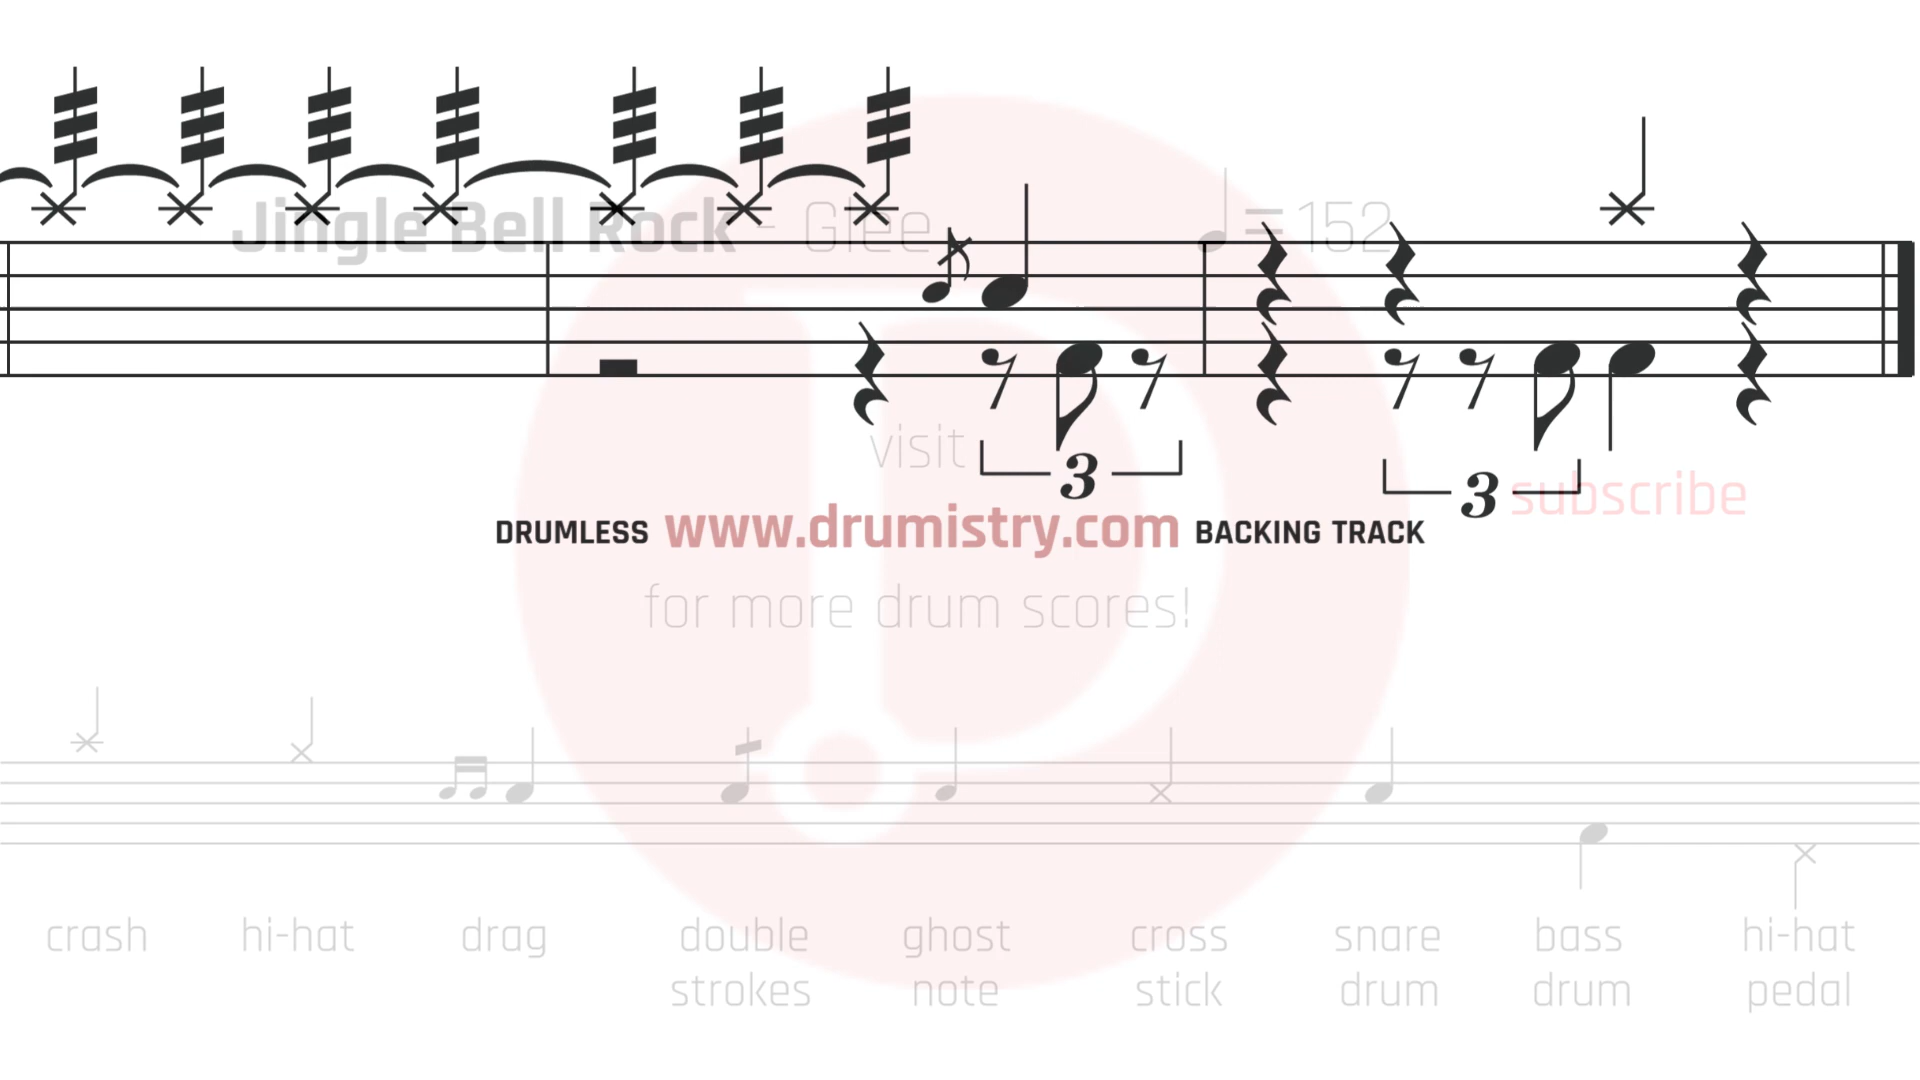 Jingle Bell Rock - Glee = 152
3 3
visit
subscribe
DRUMLESS www.drumistry.com BACKING TRACK
for more drum scores!
crash hi-hat drag double strokes ghost note cross stick snare drum bass drum hi-hat pedal